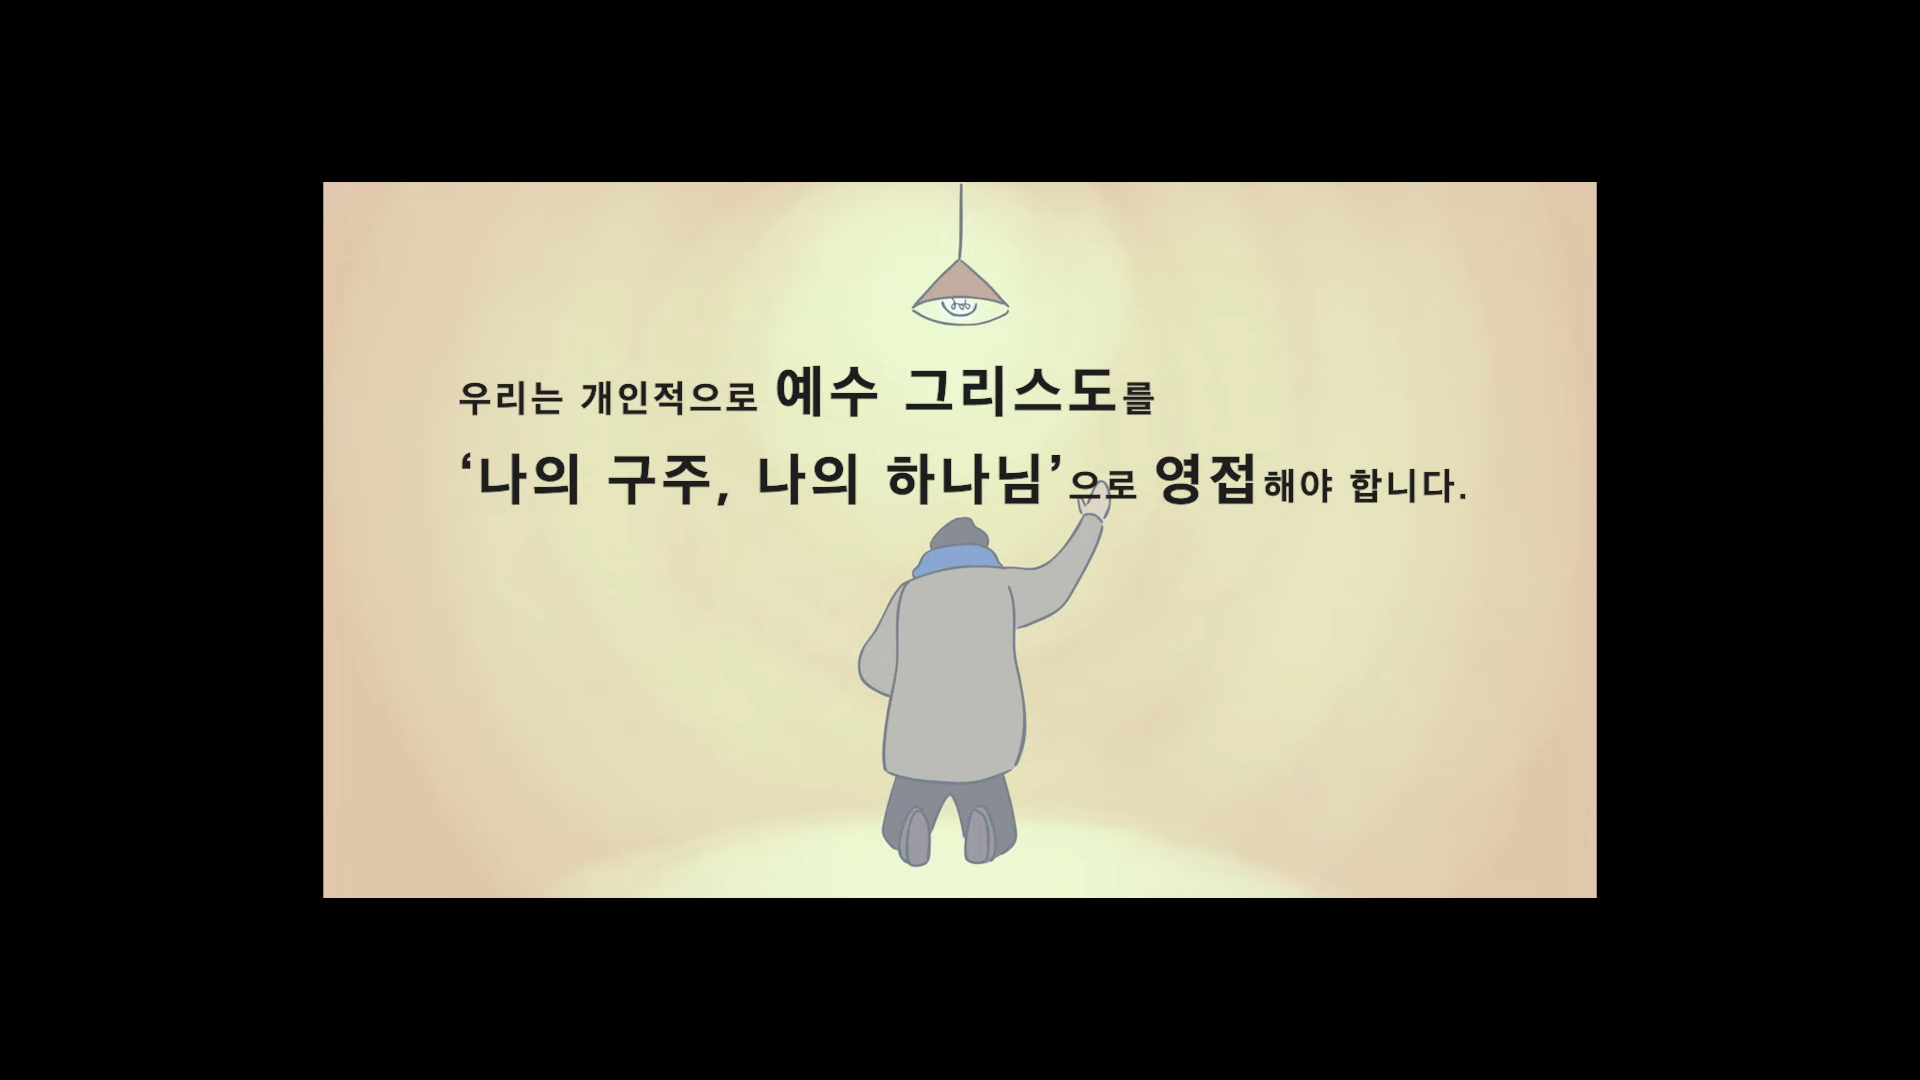 우리는 개인적으로 예수 그리스도를
‘나의 구주, 나의 하나님’으로 영접해야 합니다.